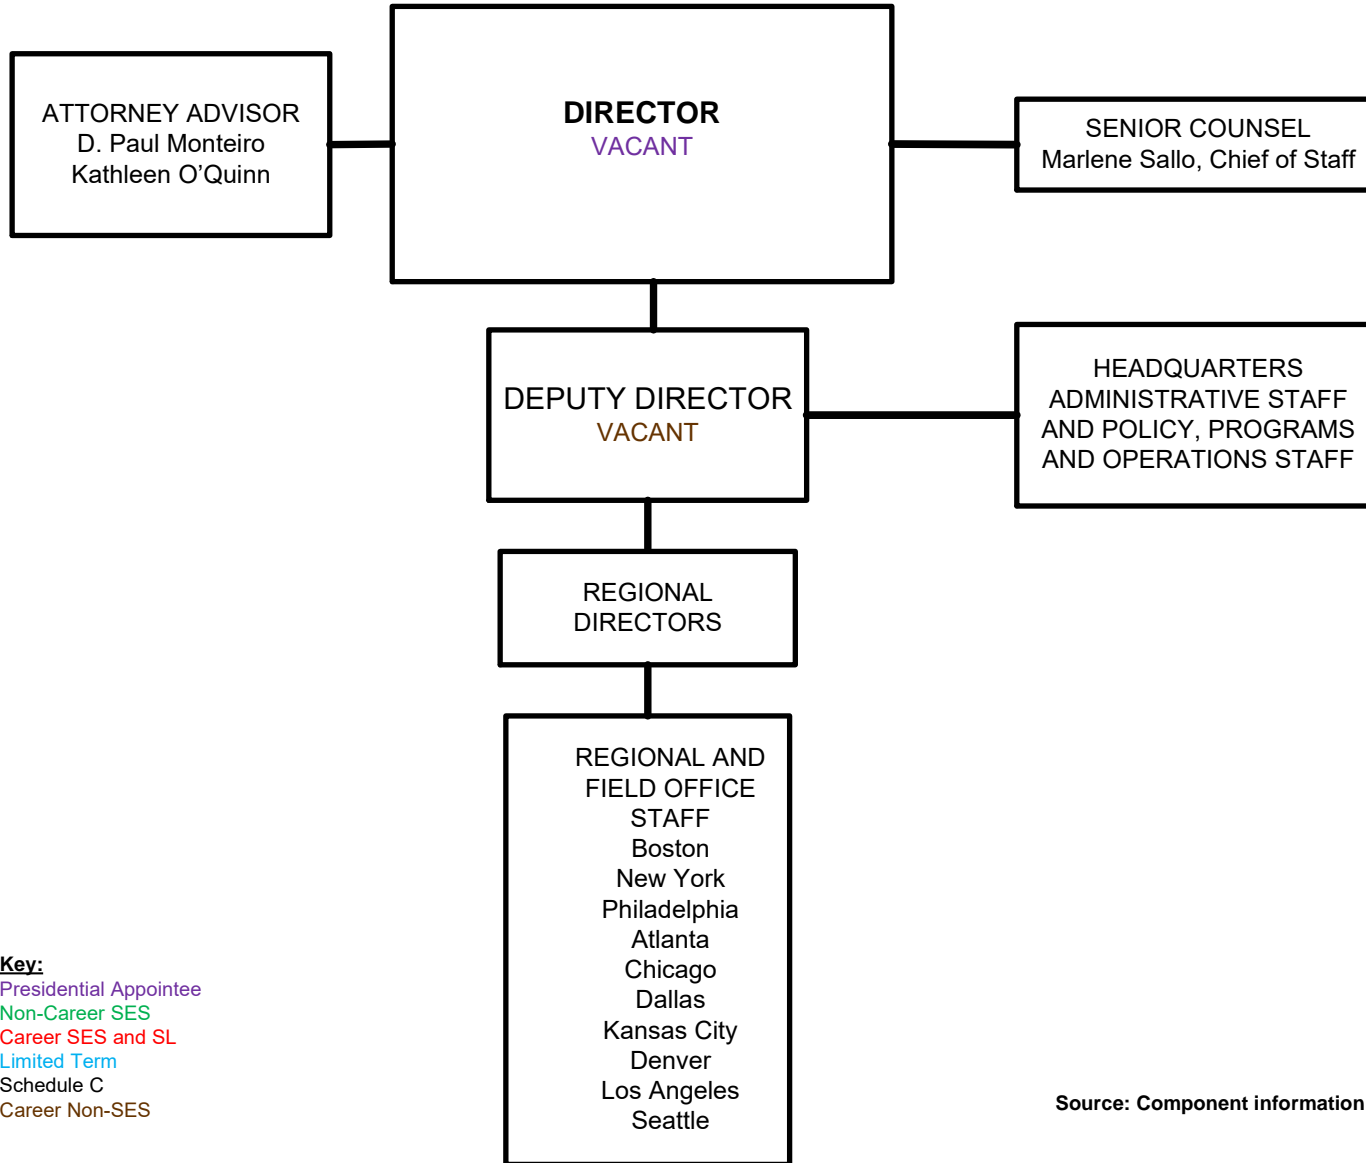 DIRECTOR
VACANT
ATTORNEY ADVISOR
D. Paul Monteiro
Kathleen O’Quinn
SENIOR COUNSEL
Marlene Sallo, Chief of Staff
DEPUTY DIRECTOR
VACANT
HEADQUARTERS
ADMINISTRATIVE STAFF
AND POLICY, PROGRAMS
AND OPERATIONS STAFF
REGIONAL
DIRECTORS
REGIONAL AND
FIELD OFFICE
STAFF
Boston
New York
Philadelphia
Atlanta
Chicago
Dallas
Kansas City
Denver
Los Angeles
Seattle
Key:
Presidential Appointee
Non-Career SES
Career SES and SL
Limited Term
Schedule C
Career Non-SES
Source: Component information